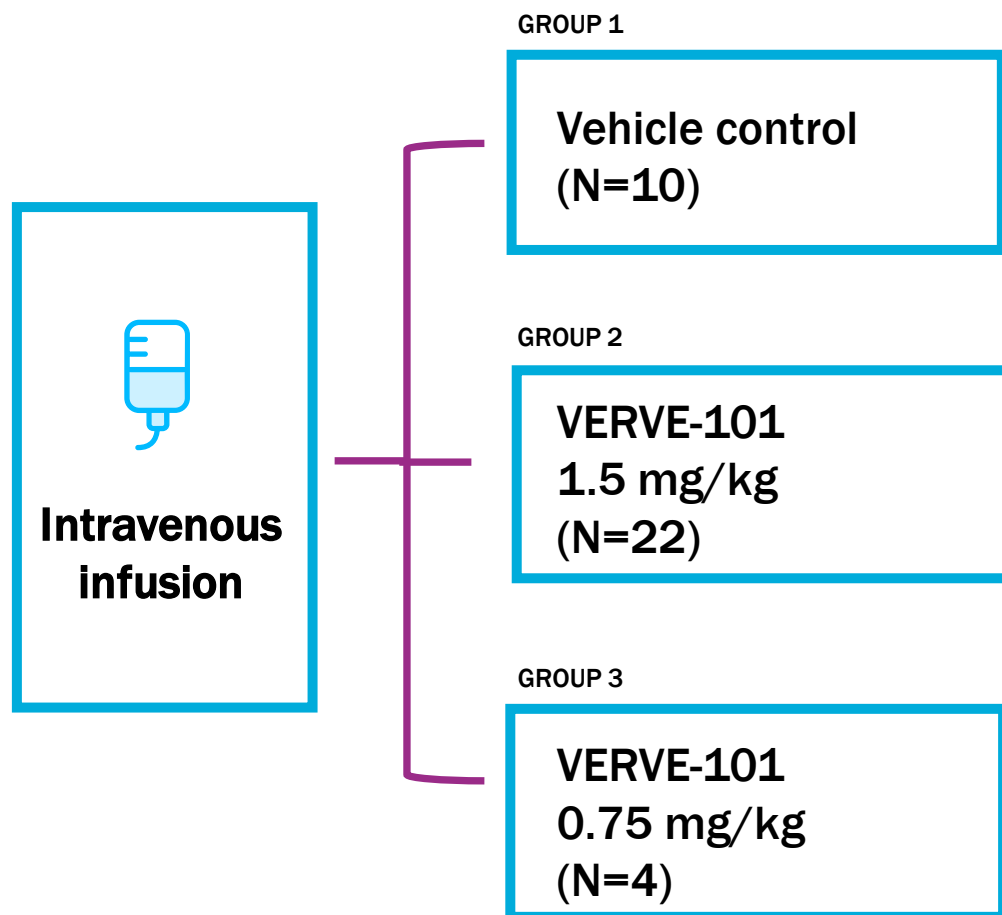 GROUP 1
Vehicle control
(N=10)
Intravenous
infusion
GROUP 2
VERVE-101
1.5 mg/kg
(N=22)
GROUP 3
VERVE-101
0.75 mg/kg
(N=4)